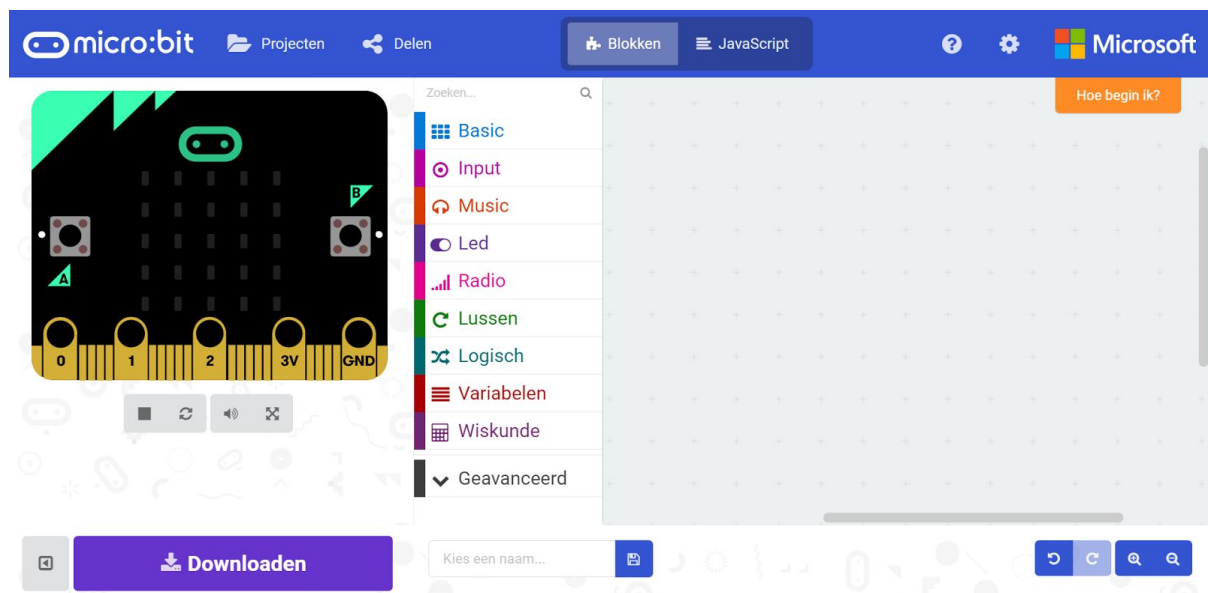 micro:bit
Projecten
Delen
Blokken
JavaScript
Microsoft
Hoe begin ik?
B
A
0 1 2 3V GND
Zoeken...
Basic
Input
Music
Led
Radio
Lussen
Logisch
Variabelen
Wiskunde
Geavanceerd
Downloaden
Kies een naam...